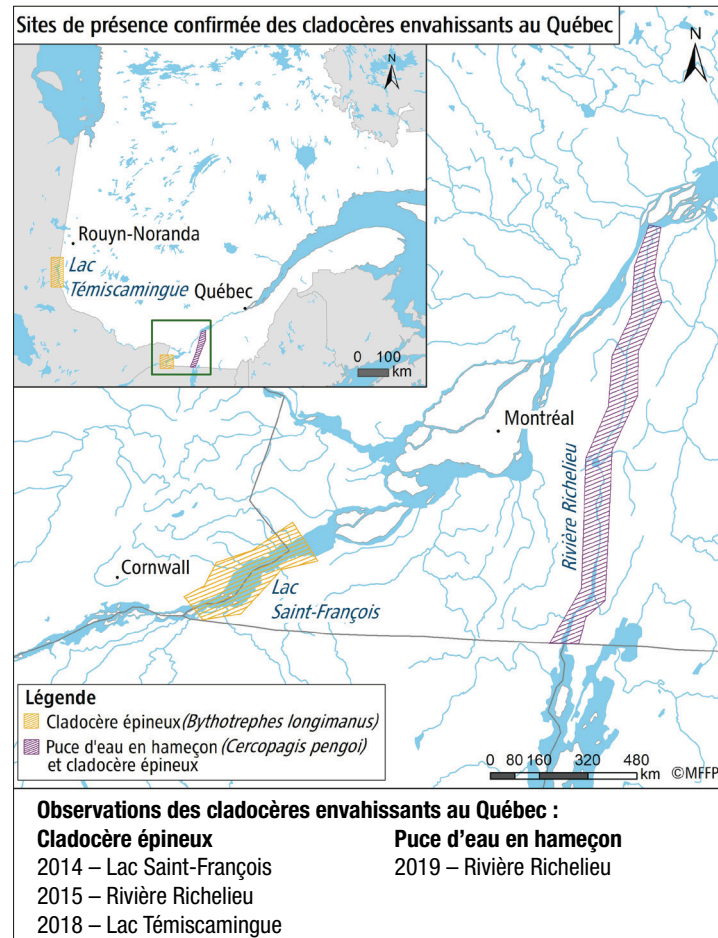 Sites de présence confirmée des cladocères envahissants au Québec
N
N
Rouyn-Noranda
Lac
Témiscamingue
Québec
0 100
km
Montréal
Rivière Richelieu
Cornwall
Lac
Saint-François
Légende
Cladocère épineux (Bythotrephes longimanus)
Puce d'eau en hameçon (Cercopagis pengoi)
et cladocère épineux
0 80 160 320 480
km
©MFFP
Observations des cladocères envahissants au Québec :
Cladocère épineux
2014 – Lac Saint-François
2015 – Rivière Richelieu
2018 – Lac Témiscamingue
Puce d’eau en hameçon
2019 – Rivière Richelieu